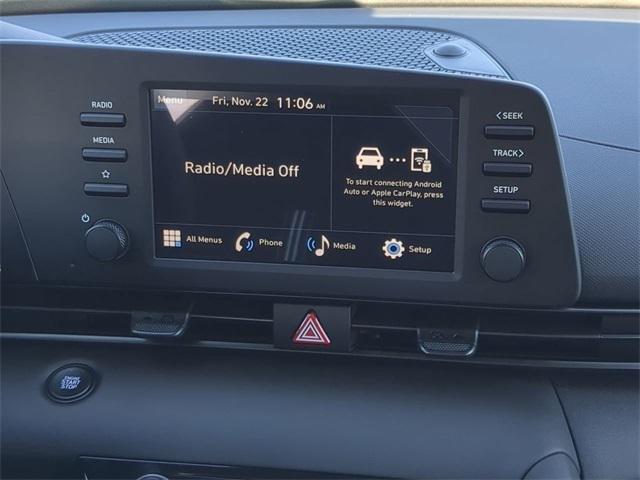 RADIO
MEDIA
Menu Fri, Nov. 22 11:06 AM
Radio/Media Off
To start connecting Android
Auto or Apple CarPlay, press
this widget.
All Menus Phone Media Setup
< SEEK
TRACK >
SETUP
ENGINE
START
STOP